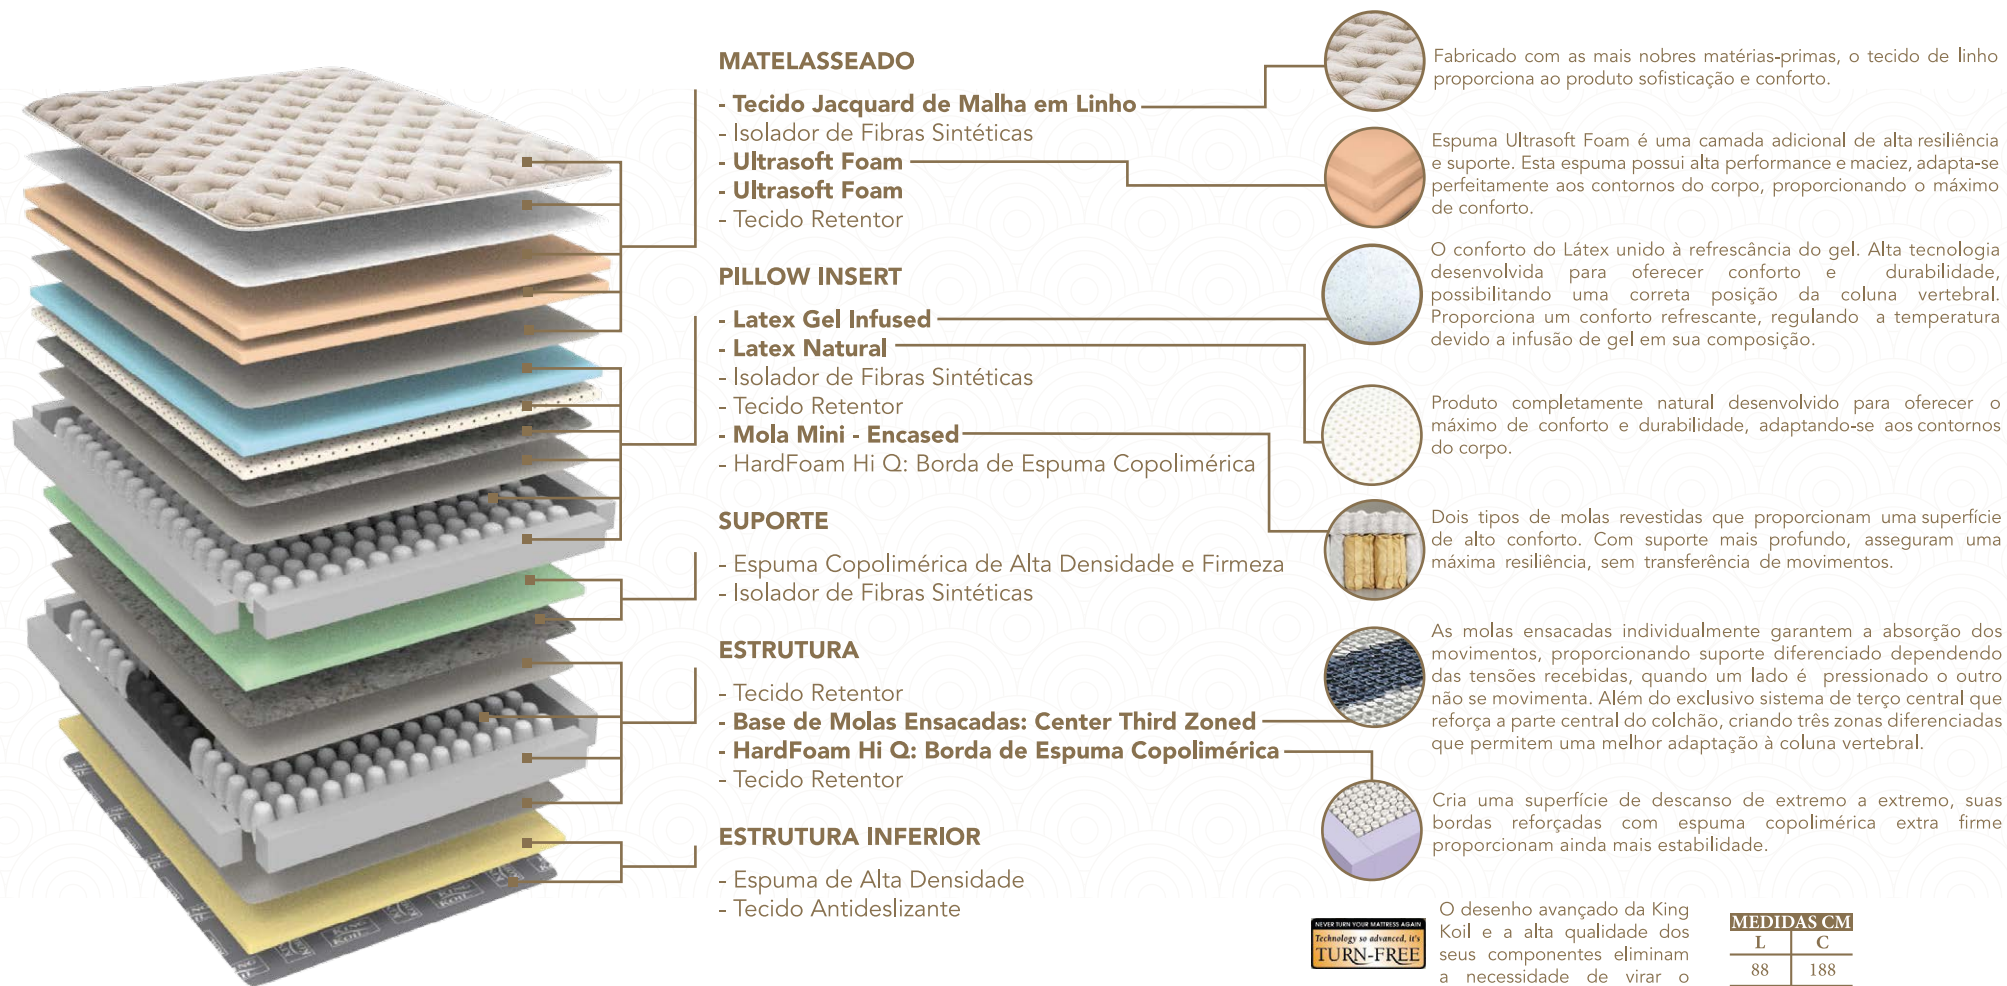 MATELASSEADO
- Tecido Jacquard de Malha em Linho
- Isolador de Fibras Sintéticas
- Ultrasoft Foam
- Ultrasoft Foam
- Tecido Retentor
PILLOW INSERT
- Latex Gel Infused
- Latex Natural
- Isolador de Fibras Sintéticas
- Tecido Retentor
- Mola Mini - Encased
- HardFoam Hi Q: Borda de Espuma Copolimérica
SUPORTE
- Espuma Copolimérica de Alta Densidade e Firmeza
- Isolador de Fibras Sintéticas
ESTRUTURA
- Tecido Retentor
- Base de Molas Ensacadas: Center Third Zoned
- HardFoam Hi Q: Borda de Espuma Copolimérica
- Tecido Retentor
ESTRUTURA INFERIOR
- Espuma de Alta Densidade
- Tecido Antideslizante
Fabricado com as mais nobres matérias-primas, o tecido de linho
proporciona ao produto sofisticação e conforto.
Espuma Ultrasoft Foam é uma camada adicional de alta resiliência
e suporte. Esta espuma possui alta performance e maciez, adapta-se
perfeitamente aos contornos do corpo, proporcionando o máximo
de conforto.
O conforto do Látex unido à refrescância do gel. Alta tecnologia
desenvolvida para oferecer conforto e durabilidade,
possibilitando uma correta posição da coluna vertebral.
Proporciona um conforto refrescante, regulando a temperatura
devido a infusão de gel em sua composição.
Produto completamente natural desenvolvido para oferecer o
máximo de conforto e durabilidade, adaptando-se aos contornos
do corpo.
Dois tipos de molas revestidas que proporcionam uma superfície
de alto conforto. Com suporte mais profundo, asseguram uma
máxima resiliência, sem transferência de movimentos.
As molas ensacadas individualmente garantem a absorção dos
movimentos, proporcionando suporte diferenciado dependendo
das tensões recebidas, quando um lado é pressionado o outro
não se movimenta. Além do exclusivo sistema de terço central que
reforça a parte central do colchão, criando três zonas diferenciadas
que permitem uma melhor adaptação à coluna vertebral.
Cria uma superfície de descanso de extremo a extremo, suas
bordas reforçadas com espuma copolimérica extra firme
proporcionam ainda mais estabilidade.
NEVER TURN YOUR MATTRESS AGAIN
Technology so advanced, it's
TURN-FREE
O desenho avançado da King
Koil e a alta qualidade dos
seus componentes eliminam
a necessidade de virar o
MEDIDAS CM
L C
88 188
KING
KOIL